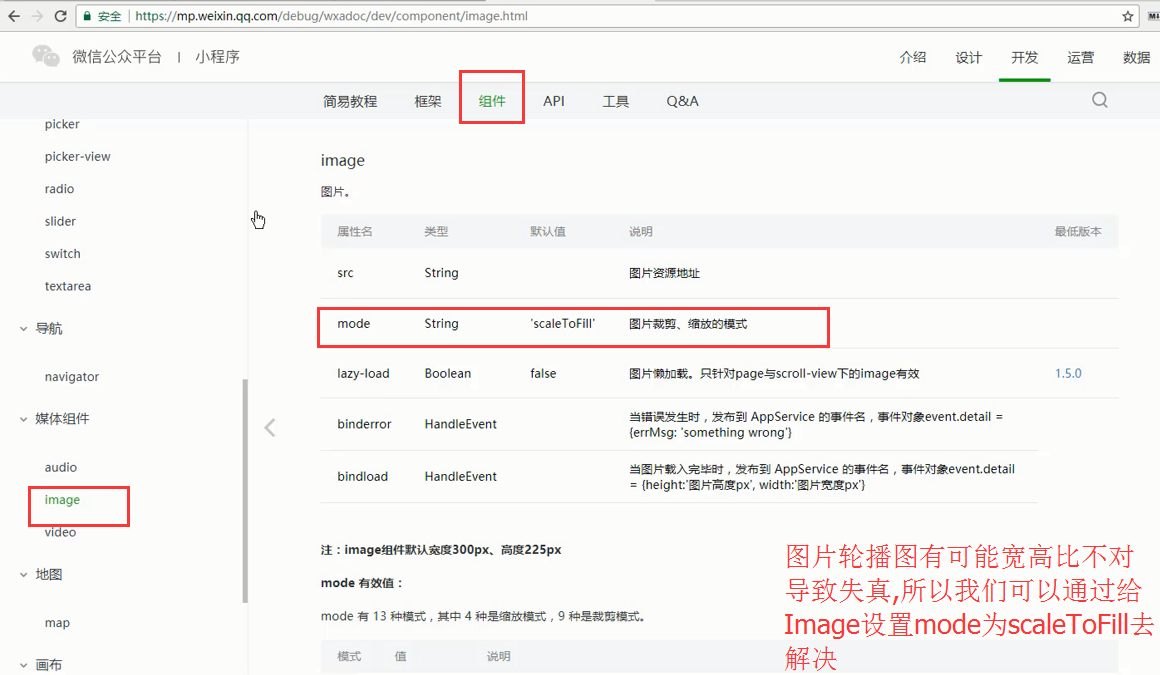 安全 https://mp.weixin.qq.com/debug/wxadoc/dev/component/image.html
微信公众平台 | 小程序
介绍 设计 开发 运营 数据
简易教程 框架 组件 API 工具 Q&A
picker
picker-view
radio
slider
switch
textarea
导航
navigator
媒体组件
audio
image
video
地图
map
画布
image
图片。
属性名 类型 默认值 说明 最低版本
src String 图片资源地址
mode String 'scaleToFill' 图片裁剪、缩放的模式
lazy-load Boolean false 图片懒加载。只针对page与scroll-view下的image有效 1.5.0
binderror HandleEvent 当错误发生时，发布到 AppService 的事件名，事件对象event.detail =
{errMsg: 'something wrong'}
bindload HandleEvent 当图片载入完毕时，发布到 AppService 的事件名，事件对象event.detail
= {height:'图片高度px', width:'图片宽度px'}
注：image组件默认宽度300px、高度225px
mode 有效值：
mode 有 13 种模式，其中 4 种是缩放模式，9 种是裁剪模式。
模式 值 说明
图片轮播图有可能宽高比不对
导致失真,所以我们可以通过给
Image设置mode为scaleToFill去
解决